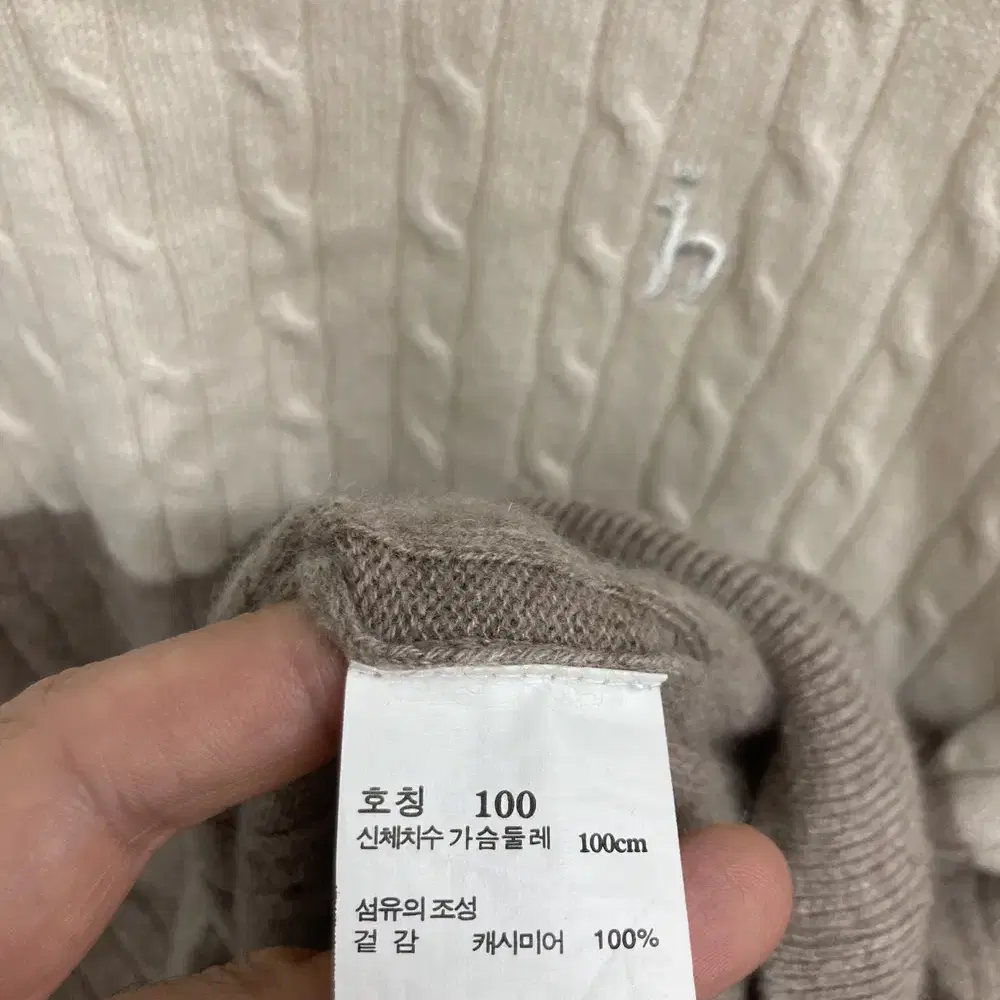 h
호칭 100
신체치수 가슴둘레 100cm
섬유의 조성
겉 감 캐시미어 100%